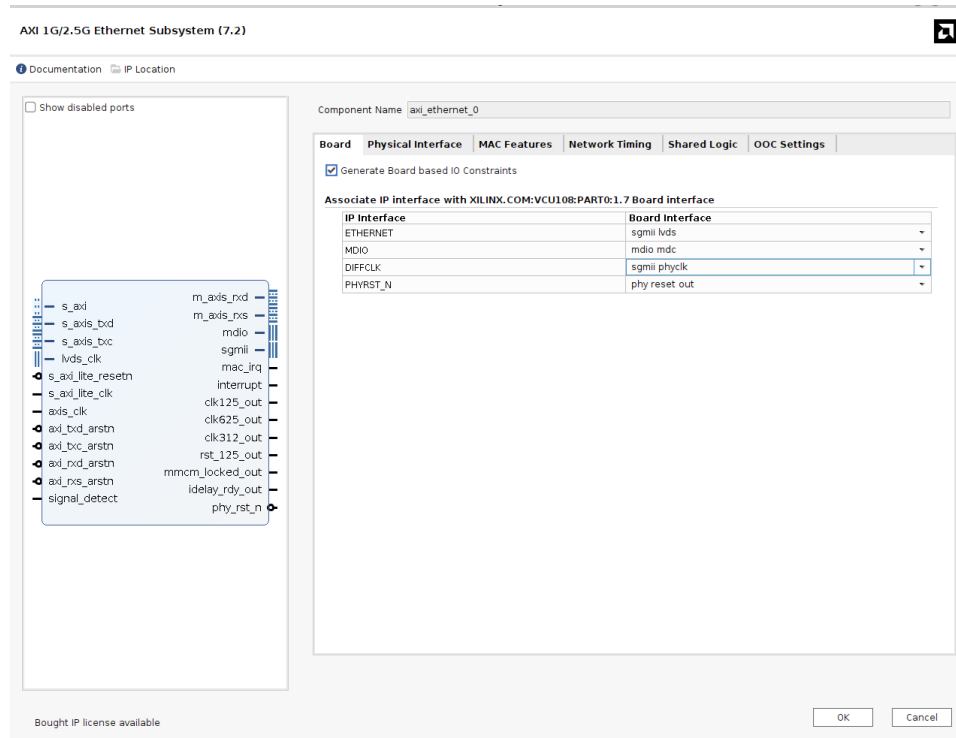 AXI 1G/2.5G Ethernet Subsystem (7.2)
Documentation IP Location
Show disabled ports
s_axi
s_axis_txd
s_axis_txc
lvds_clk
s_axi_lite_resetn
s_axi_lite_clk
axis_clk
axi_txd_arstn
axi_txc_arstn
axi_rxd_arstn
axi_rxs_arstn
signal_detect
m_axis_rxd
m_axis_rxs
mdio
sgmii
mac_irq
interrupt
clk125_out
clk625_out
clk312_out
rst_125_out
mmcm_locked_out
idelay_rdy_out
phy_rst_n
Component Name axi_ethernet_0
Board Physical Interface MAC Features Network Timing Shared Logic OOC Settings
Generate Board based IO Constraints
Associate IP interface with XILINX.COM:VCU108:PART0:1.7 Board interface
IP Interface Board Interface
ETHERNET sgmii lvds
MDIO mdio mdc
DIFFCLK sgmii phyclk
PHYRST_N phy reset out
Bought IP license available
OK Cancel